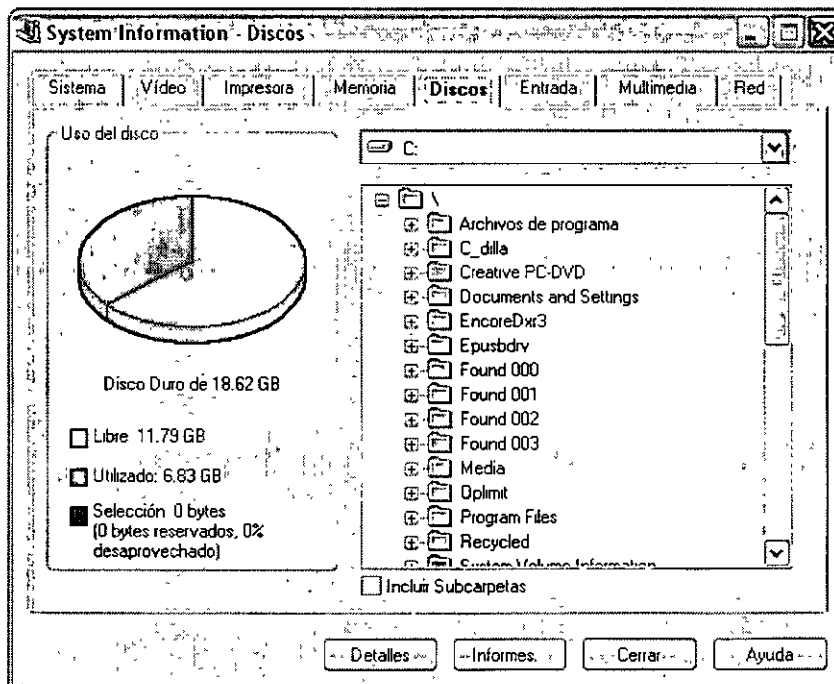 System Information - Discos
Sistema Vídeo Impresora Memoria Discos Entrada Multimedia Red
Uso del disco
Disco Duro de 18.62 GB
Libre 11.79 GB
Utilizado: 6.83 GB
Selección 0 bytes
(0 bytes reservados, 0%
desaprovechado)
C:
\
Archivos de programa
C_dilla
Creative PC-DVD
Documents and Settings
EncoreDxr3
Epusbdrv
Found 000
Found 001
Found 002
Found 003
Media
Oplimit
Program Files
Recycled
System Volume Information
Incluir Subcarpetas
Detalles Informes. Cerrar Ayuda